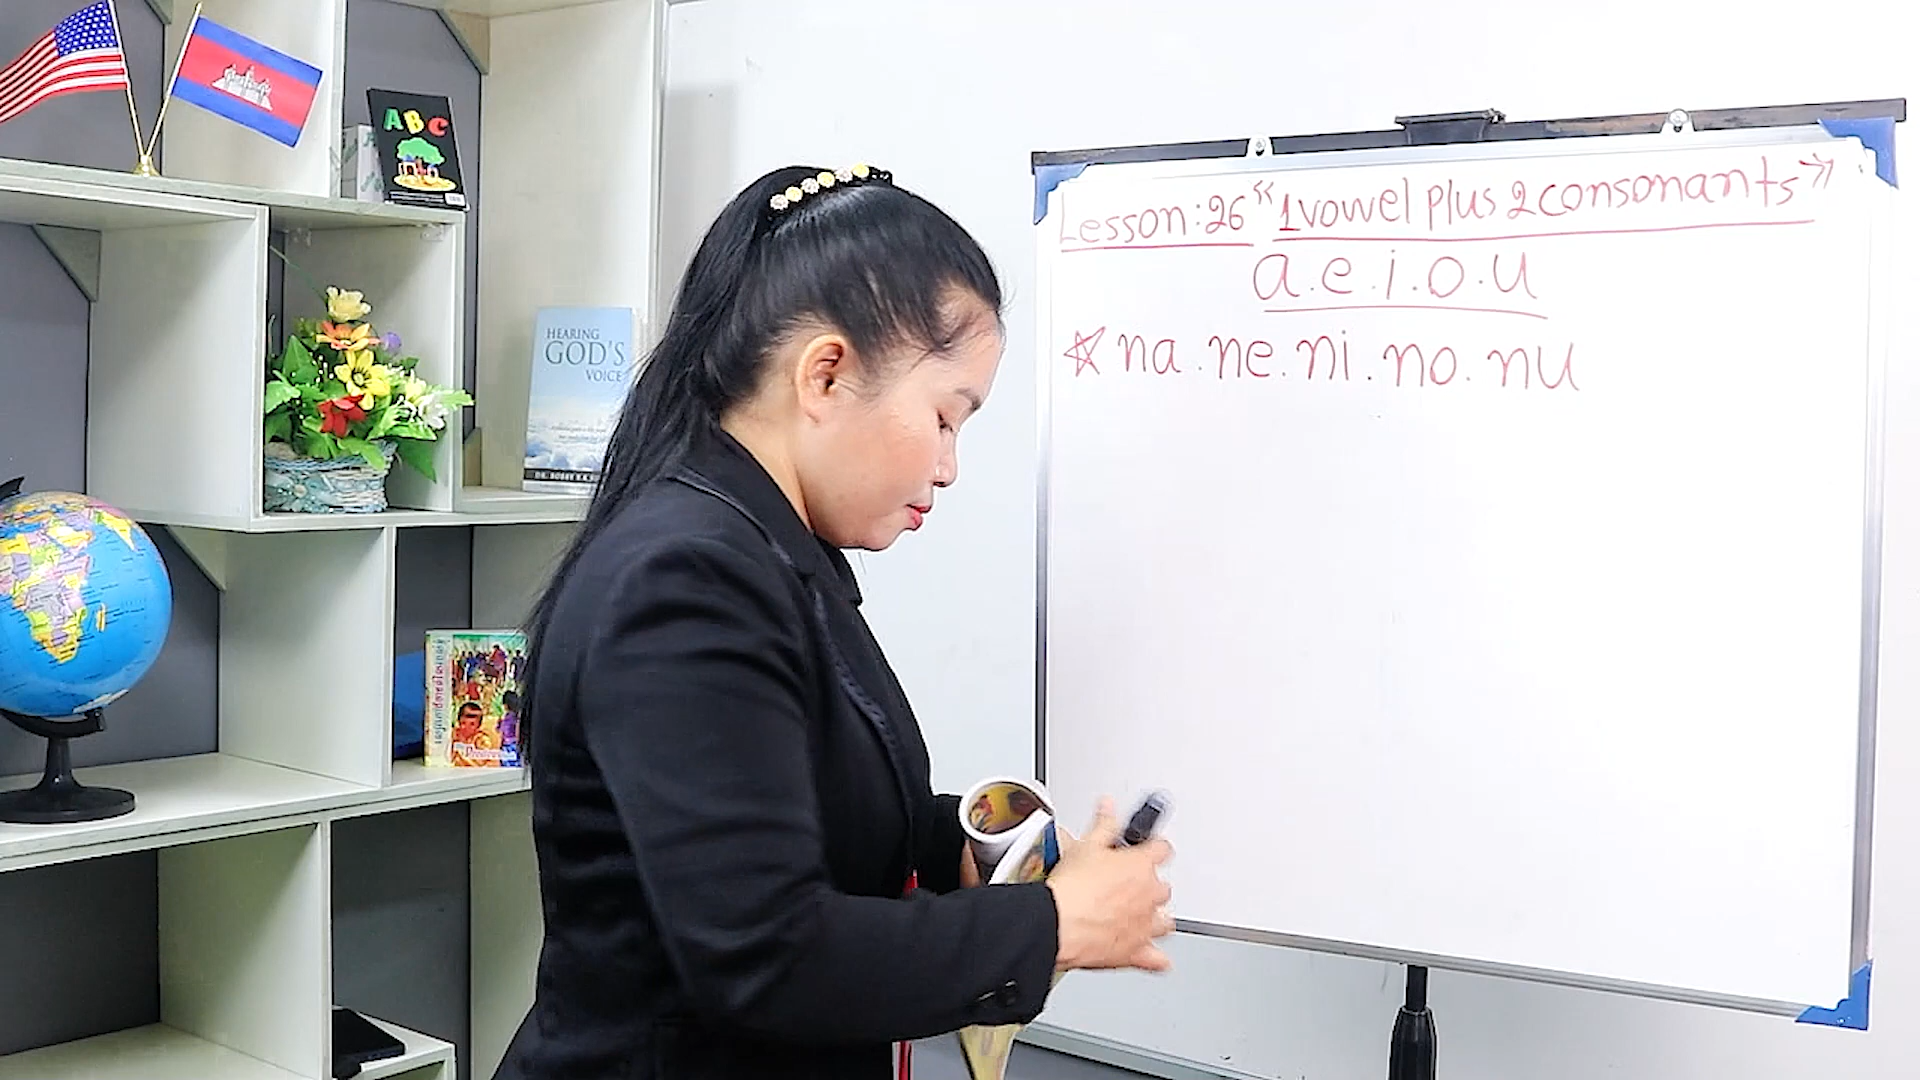 Lesson:26 "1vowel plus 2consonants"
a.e.i.o.u
na.ne.ni.no.nu
ABC
HEARING
GOD'S
VOICE